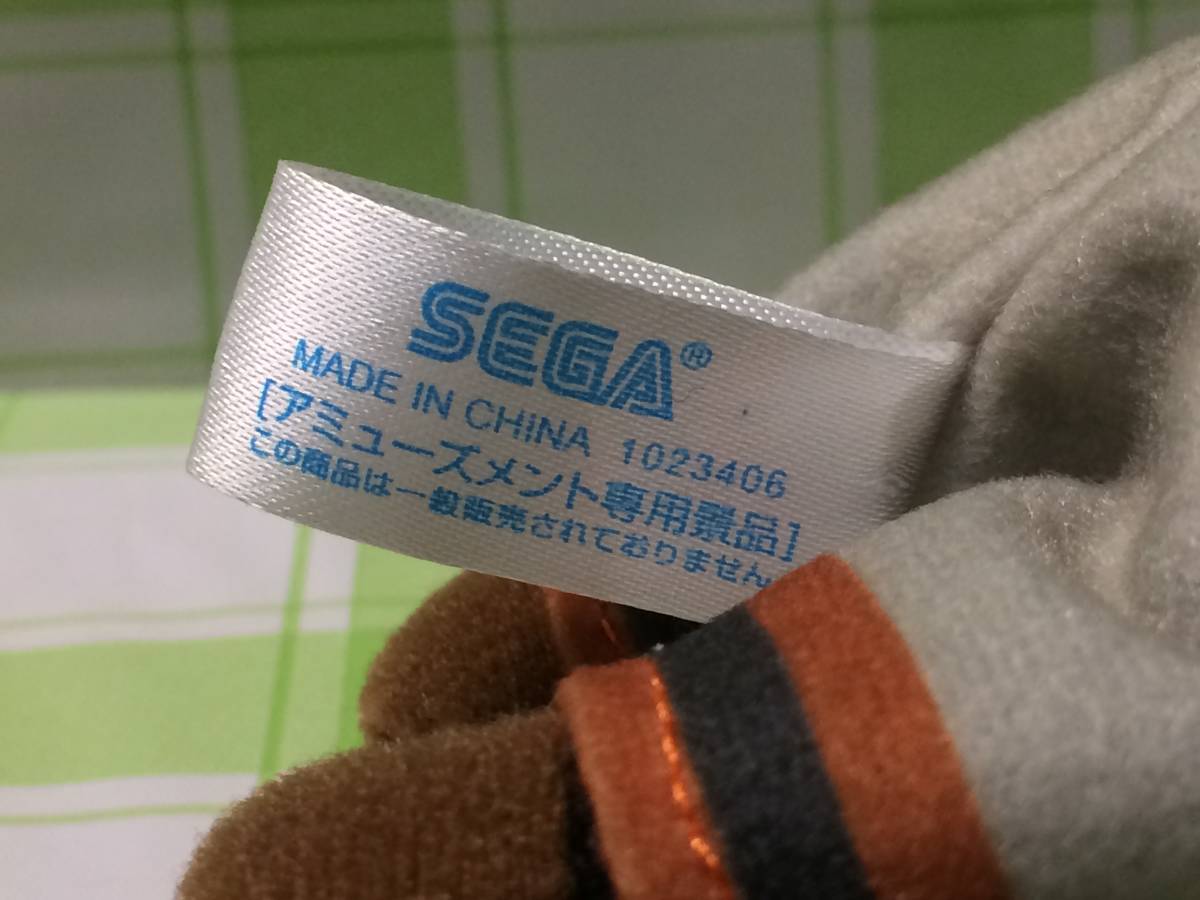 SEGA®
MADE IN CHINA 1023406
[アミューズメント専用景品]
この商品は一般販売されておりません。